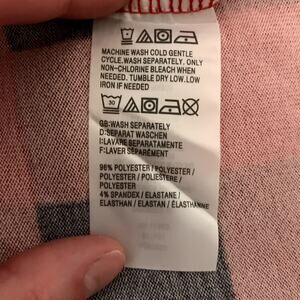 MACHINE WASH COLD GENTLE
CYCLE.WASH SEPARATELY. ONLY
NON-CHLORINE BLEACH WHEN
NEEDED. TUMBLE DRY LOW.LOW
IRON IF NEEDED
30
GB:WASH SEPARATELY
D:SEPARAT WASCHEN
I:LAVARE SEPARATAMENTE
F:LAVER SÉPARÉMENT
96% POLYESTER / POLYESTER
/ POLYESTER / POLIESTERE /
POLYESTER
4% SPANDEX / ELASTANE /
ELASTHAN / ELASTAN / ÉLASTHANNE